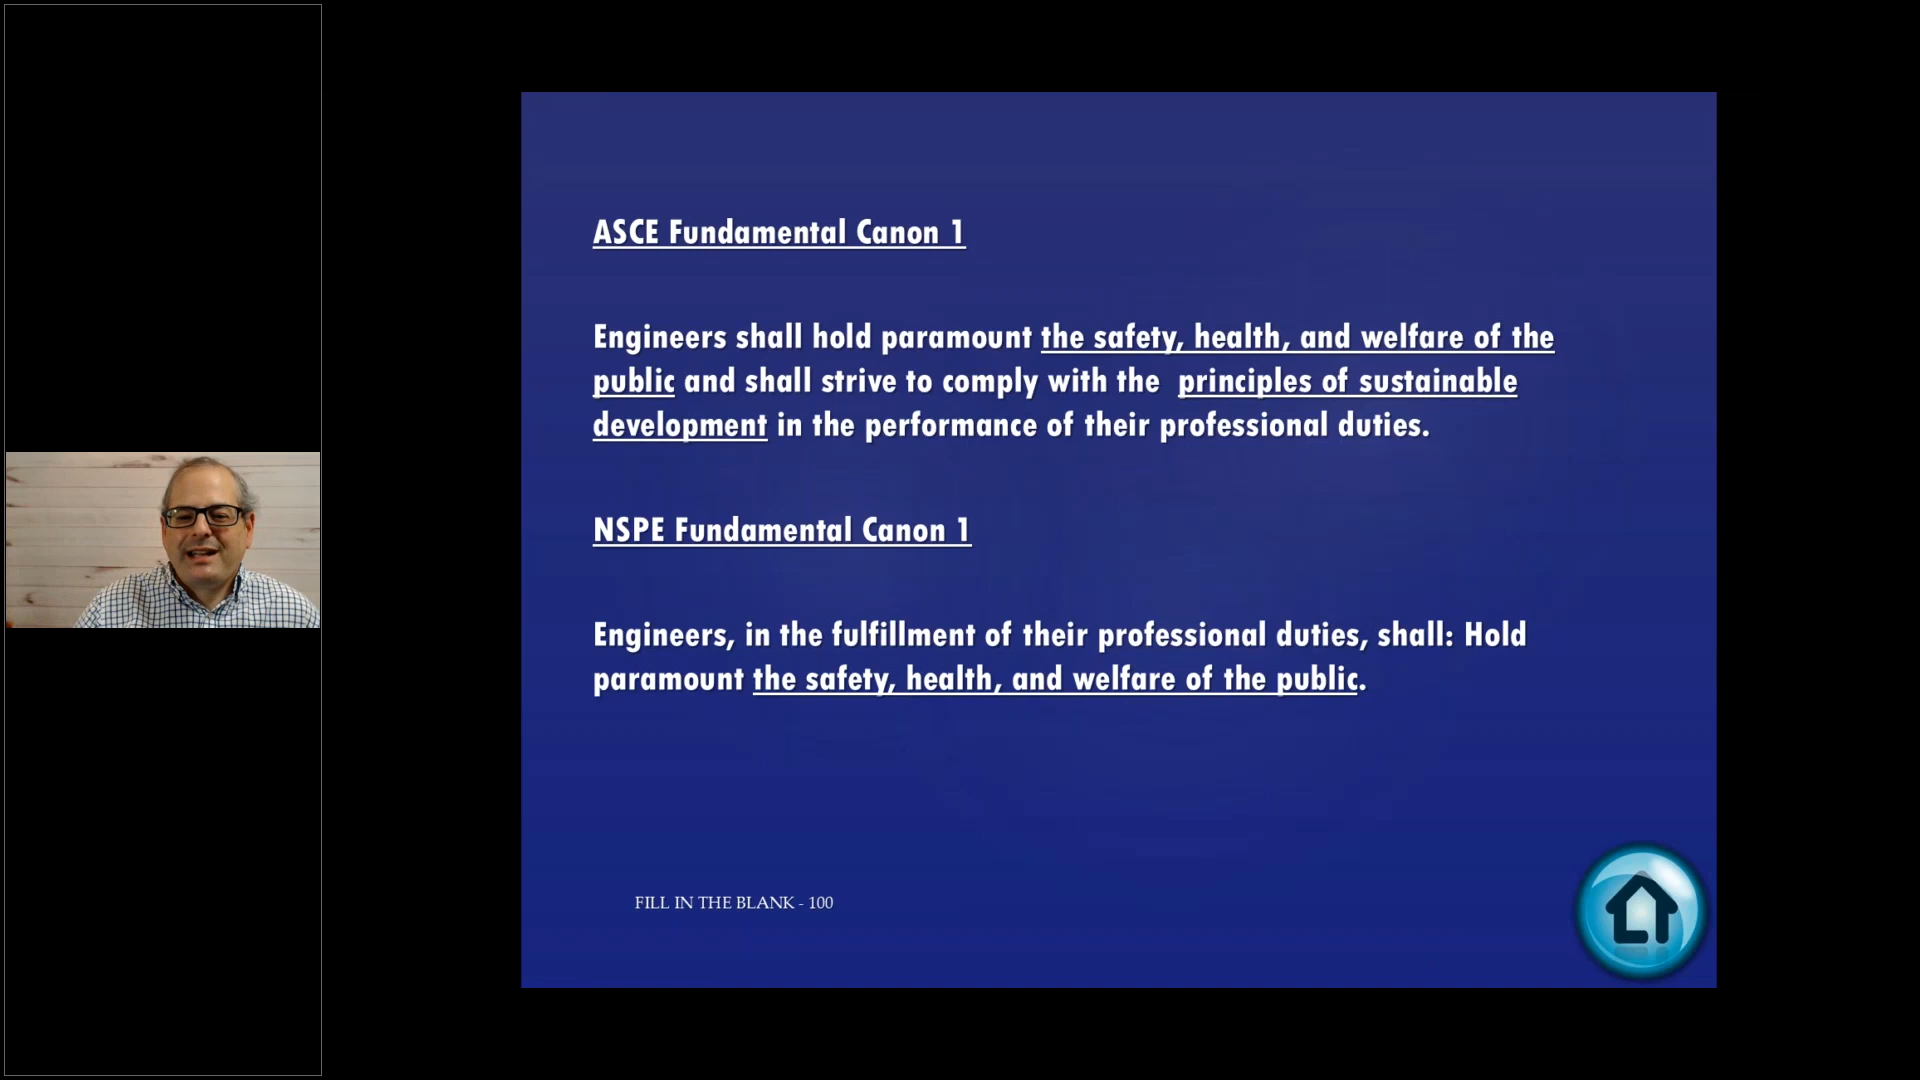 ASCE Fundamental Canon 1
Engineers shall hold paramount the safety, health, and welfare of the
public and shall strive to comply with the principles of sustainable
development in the performance of their professional duties.
NSPE Fundamental Canon 1
Engineers, in the fulfillment of their professional duties, shall: Hold
paramount the safety, health, and welfare of the public.
FILL IN THE BLANK - 100